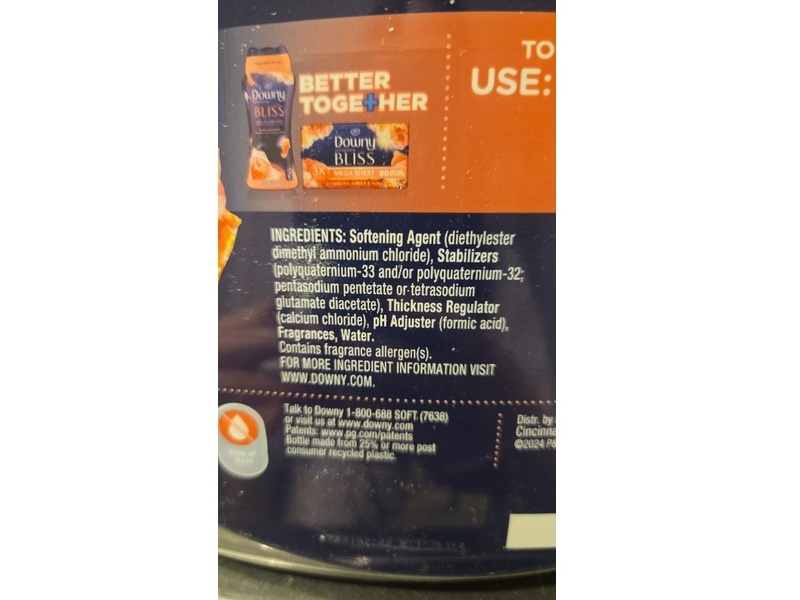 BETTER
TOGETHER
Downy
BLISS
Downy
BLISS
3X MEGA SHEET 80
TO
USE:
INGREDIENTS: Softening Agent (diethylester
dimethyl ammonium chloride), Stabilizers
(polyquaternium-33 and/or polyquaternium-32;
pentasodium pentetate or tetrasodium
glutamate diacetate), Thickness Regulator
(calcium chloride), pH Adjuster (formic acid),
Fragrances, Water.
Contains fragrance allergen(s).
FOR MORE INGREDIENT INFORMATION VISIT
WWW.DOWNY.COM.
Talk to Downy 1-800-688 SOFT (7638)
or visit us at www.downy.com
Patents: www.pg.com/patents
Bottle made from 25% or more post
consumer recycled plastic.
Distr. by
Cincinna
©2024 P&